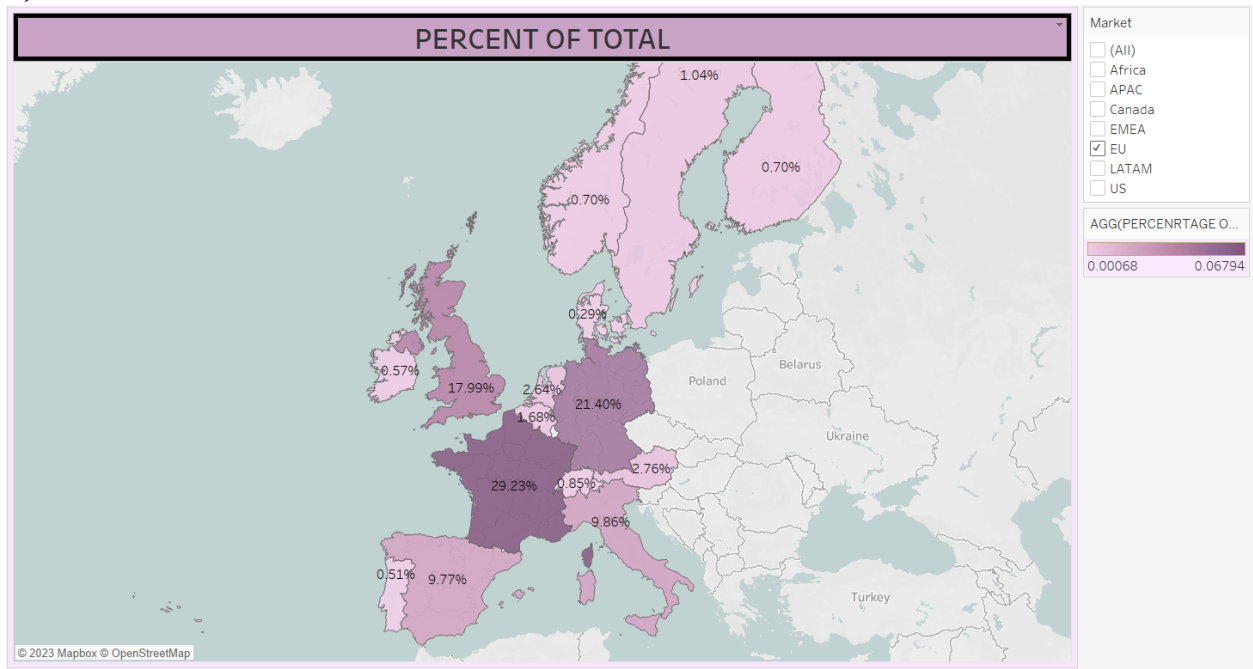 PERCENT OF TOTAL
1.04%
0.70%
0.70%
0.29%
0.57%
17.99%
2.64%
21.40%
1.68%
29.23%
0.85%
2.76%
9.86%
0.51%
9.77%
Poland
Belarus
Ukraine
Turkey
© 2023 Mapbox © OpenStreetMap
Market
(All)
Africa
APAC
Canada
EMEA
EU
LATAM
US
AGG(PERCENRTAGE O...
0.00068 0.06794